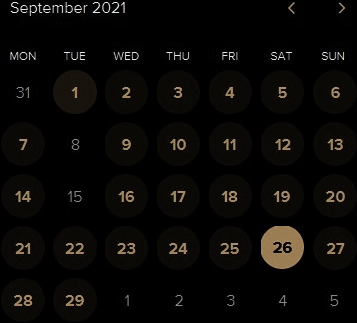 September 2021
MON TUE WED THU FRI SAT SUN
31 1 2 3 4 5 6
7 8 9 10 11 12 13
14 15 16 17 18 19 20
21 22 23 24 25 26 27
28 29 1 2 3 4 5